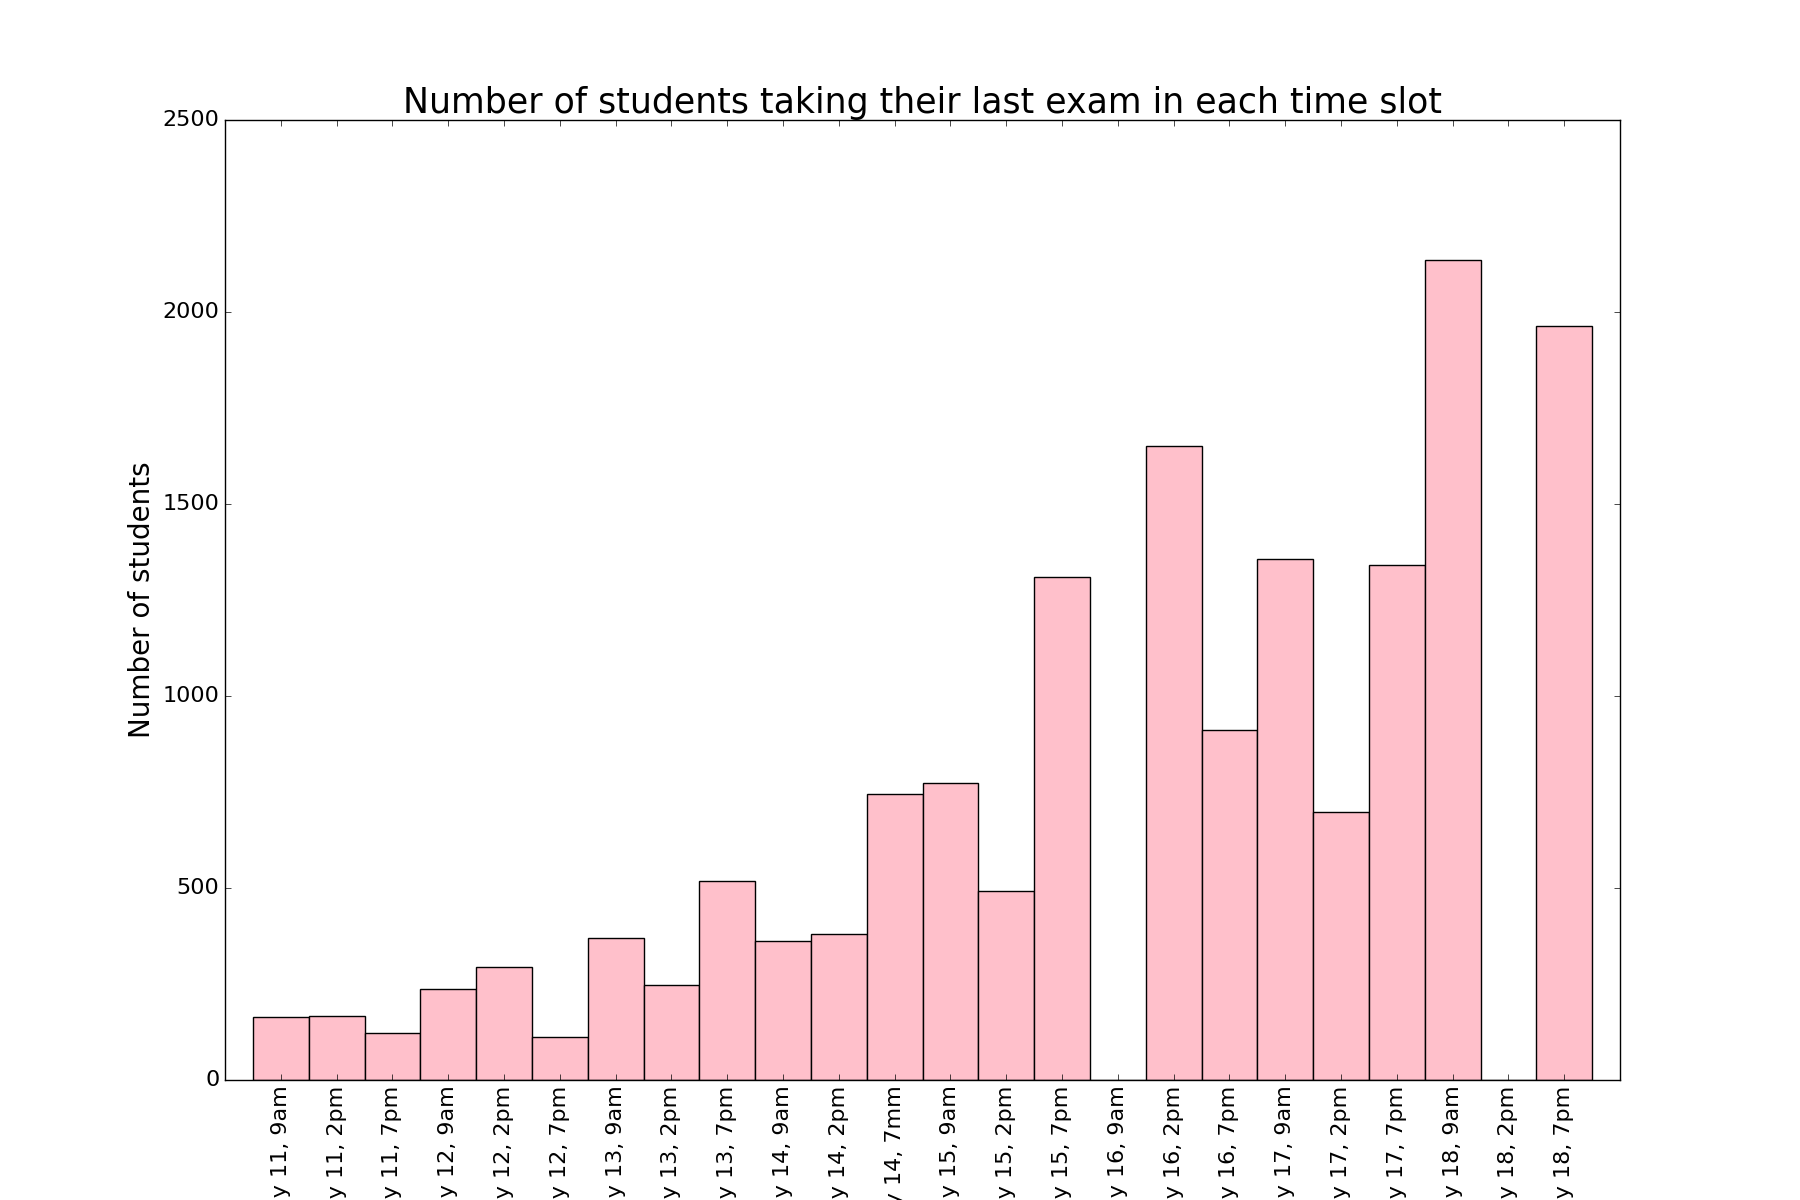 Number of students taking their last exam in each time slot
Number of students
2500
2000
1500
1000
500
0
y 11, 9am
y 11, 2pm
y 11, 7pm
y 12, 9am
y 12, 2pm
y 12, 7pm
y 13, 9am
y 13, 2pm
y 13, 7pm
y 14, 9am
y 14, 2pm
y 14, 7mm
y 15, 9am
y 15, 2pm
y 15, 7pm
y 16, 9am
y 16, 2pm
y 16, 7pm
y 17, 9am
y 17, 2pm
y 17, 7pm
y 18, 9am
y 18, 2pm
y 18, 7pm